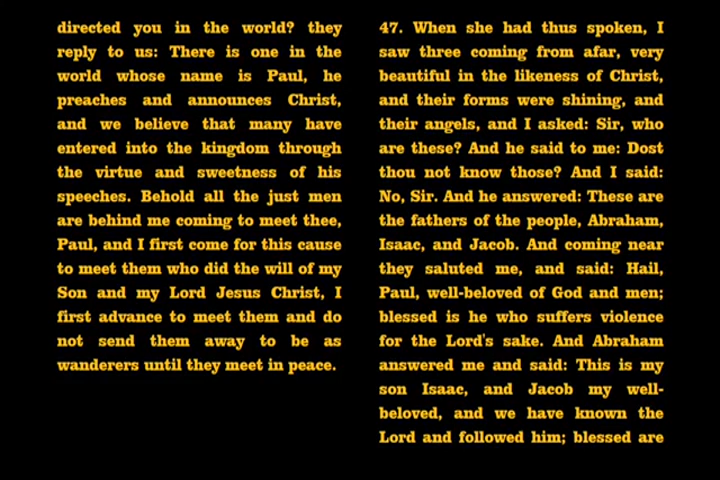 directed you in the world? they
reply to us: There is one in the
world whose name is Paul, he
preaches and announces Christ,
and we believe that many have
entered into the kingdom through
the virtue and sweetness of his
speeches. Behold all the just men
are behind me coming to meet thee,
Paul, and I first come for this cause
to meet them who did the will of my
Son and my Lord Jesus Christ, I
first advance to meet them and do
not send them away to be as
wanderers until they meet in peace.
47. When she had thus spoken, I
saw three coming from afar, very
beautiful in the likeness of Christ,
and their forms were shining, and
their angels, and I asked: Sir, who
are these? And he said to me: Dost
thou not know those? And I said:
No, Sir. And he answered: These are
the fathers of the people, Abraham,
Isaac, and Jacob. And coming near
they saluted me, and said: Hail,
Paul, well-beloved of God and men;
blessed is he who suffers violence
for the Lord's sake. And Abraham
answered me and said: This is my
son Isaac, and Jacob my well-
beloved, and we have known the
Lord and followed him; blessed are